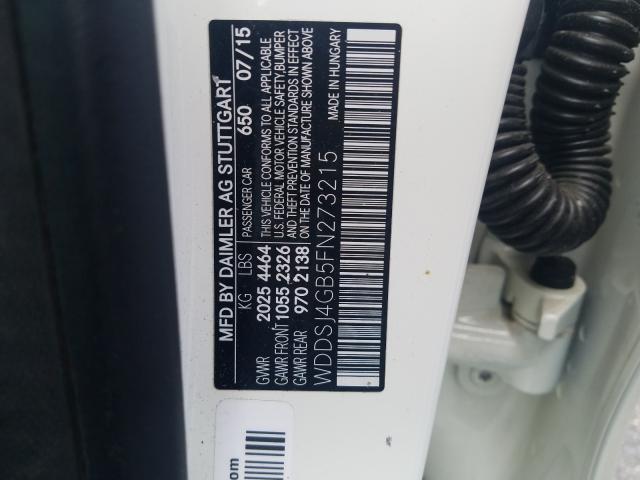 MFD BY DAIMLER AG STUTTGART
KG LBS PASSENGER CAR 650 07/15
GVWR 2025 4464 THIS VEHICLE CONFORMS TO ALL APPLICABLE
GAWR FRONT 1055 2326 U.S. FEDERAL MOTOR VEHICLE SAFETY,BUMPER
GAWR REAR 970 2138 AND THEFT PREVENTION STANDARDS IN EFFECT
ON THE DATE OF MANUFACTURE SHOWN ABOVE
WDDSJ4GB5FN273215 MADE IN HUNGARY
om